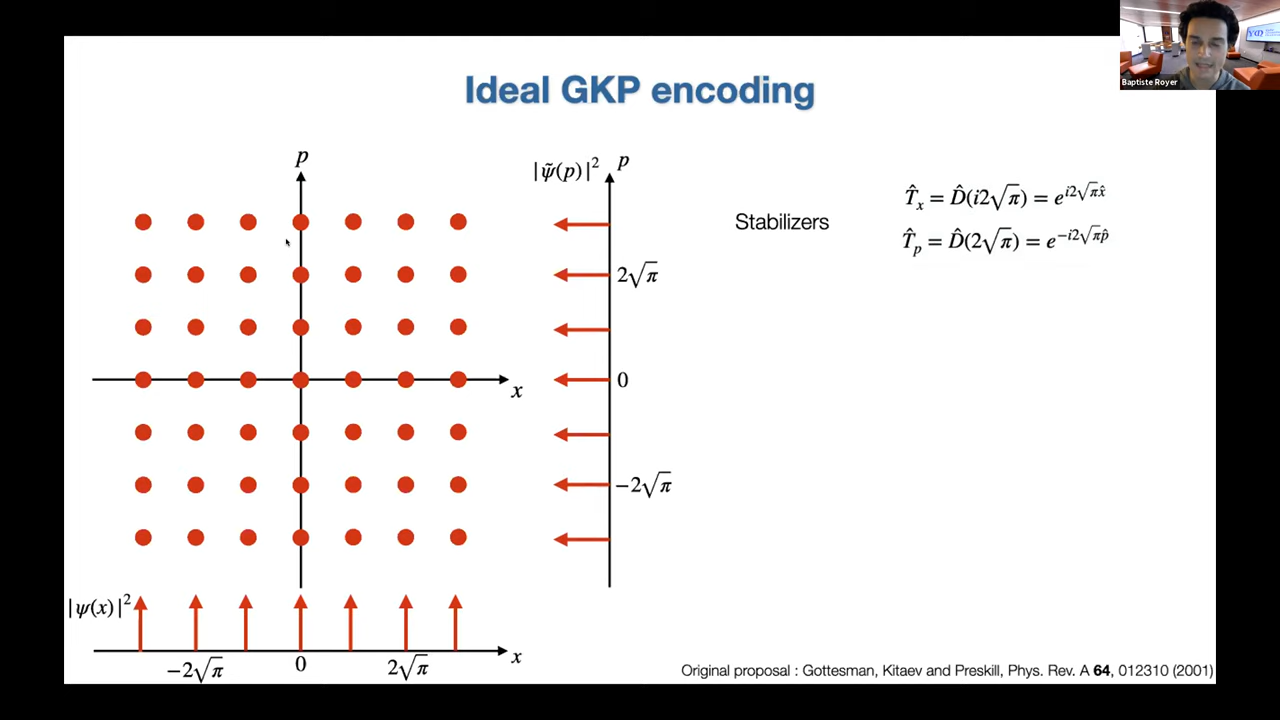 Baptiste Royer
Ideal GKP encoding
p
x
|ψ̃(p)|² p
2√π
0
−2√π
Stabilizers
T̂ₓ = D̂(i2√π) = e^{i2√π x̂}
T̂ₚ = D̂(2√π) = e^{−i2√π p̂}
|ψ(x)|²
x
−2√π 0 2√π
Original proposal : Gottesman, Kitaev and Preskill, Phys. Rev. A 64, 012310 (2001)